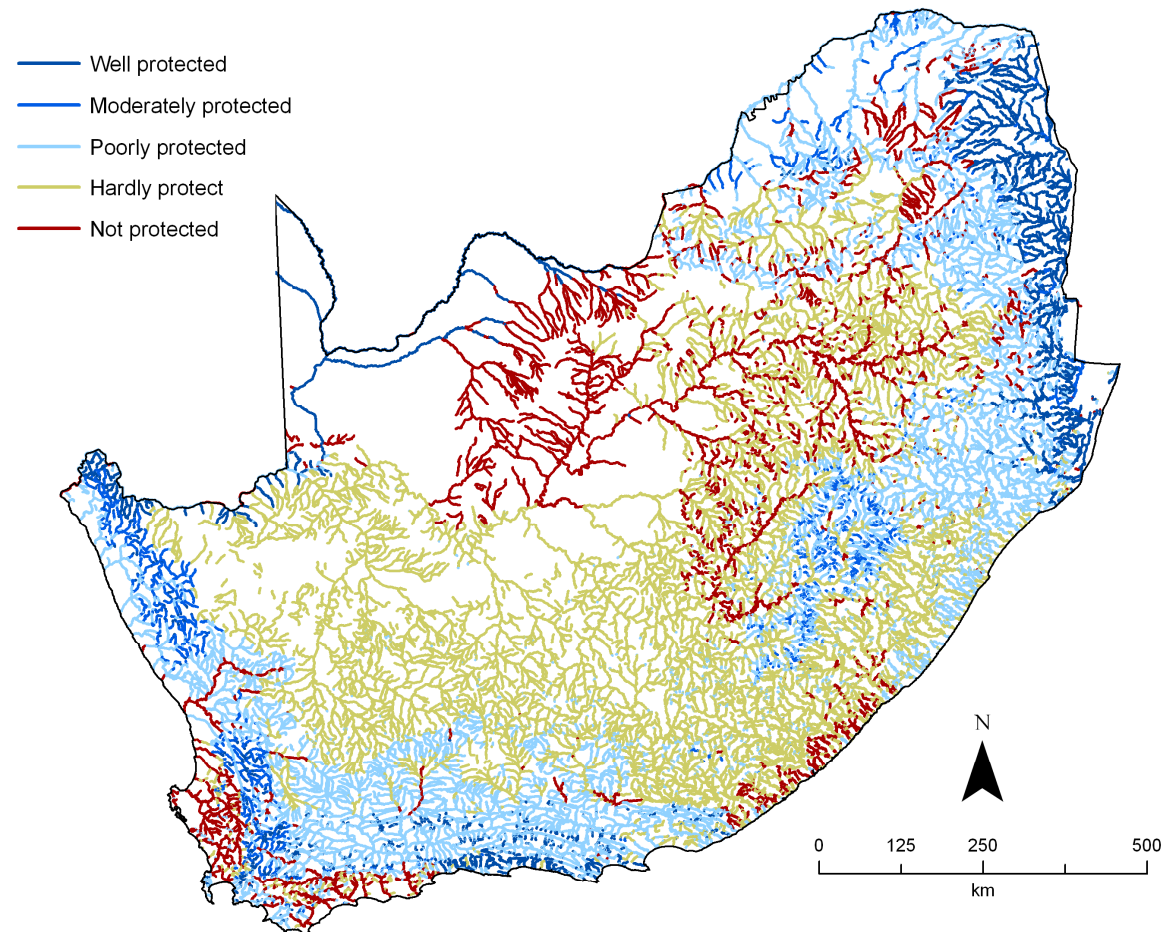 Well protected
Moderately protected
Poorly protected
Hardly protect
Not protected
N
0 125 250 500
km